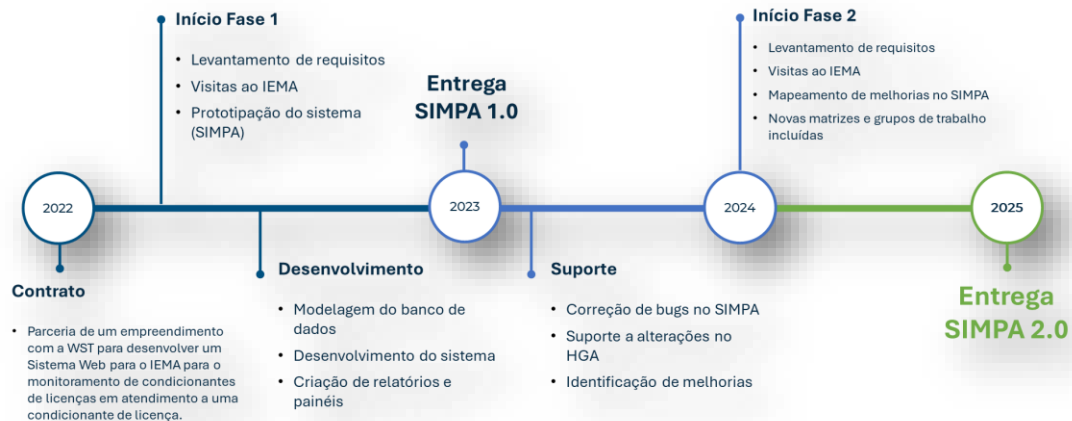 Início Fase 1
• Levantamento de requisitos
• Visitas ao IEMA
• Prototipação do sistema
(SIMPA)
Entrega
SIMPA 1.0
Início Fase 2
• Levantamento de requisitos
• Visitas ao IEMA
• Mapeamento de melhorias no SIMPA
• Novas matrizes e grupos de trabalho
incluídas
2022
2023
2024
2025
Contrato
• Parceria de um empreendimento
com a WST para desenvolver um
Sistema Web para o IEMA para o
monitoramento de condicionantes
de licenças em atendimento a uma
condicionante de licença.
Desenvolvimento
• Modelagem do banco de
dados
• Desenvolvimento do sistema
• Criação de relatórios e
painéis
Suporte
• Correção de bugs no SIMPA
• Suporte a alterações no
HGA
• Identificação de melhorias
Entrega
SIMPA 2.0